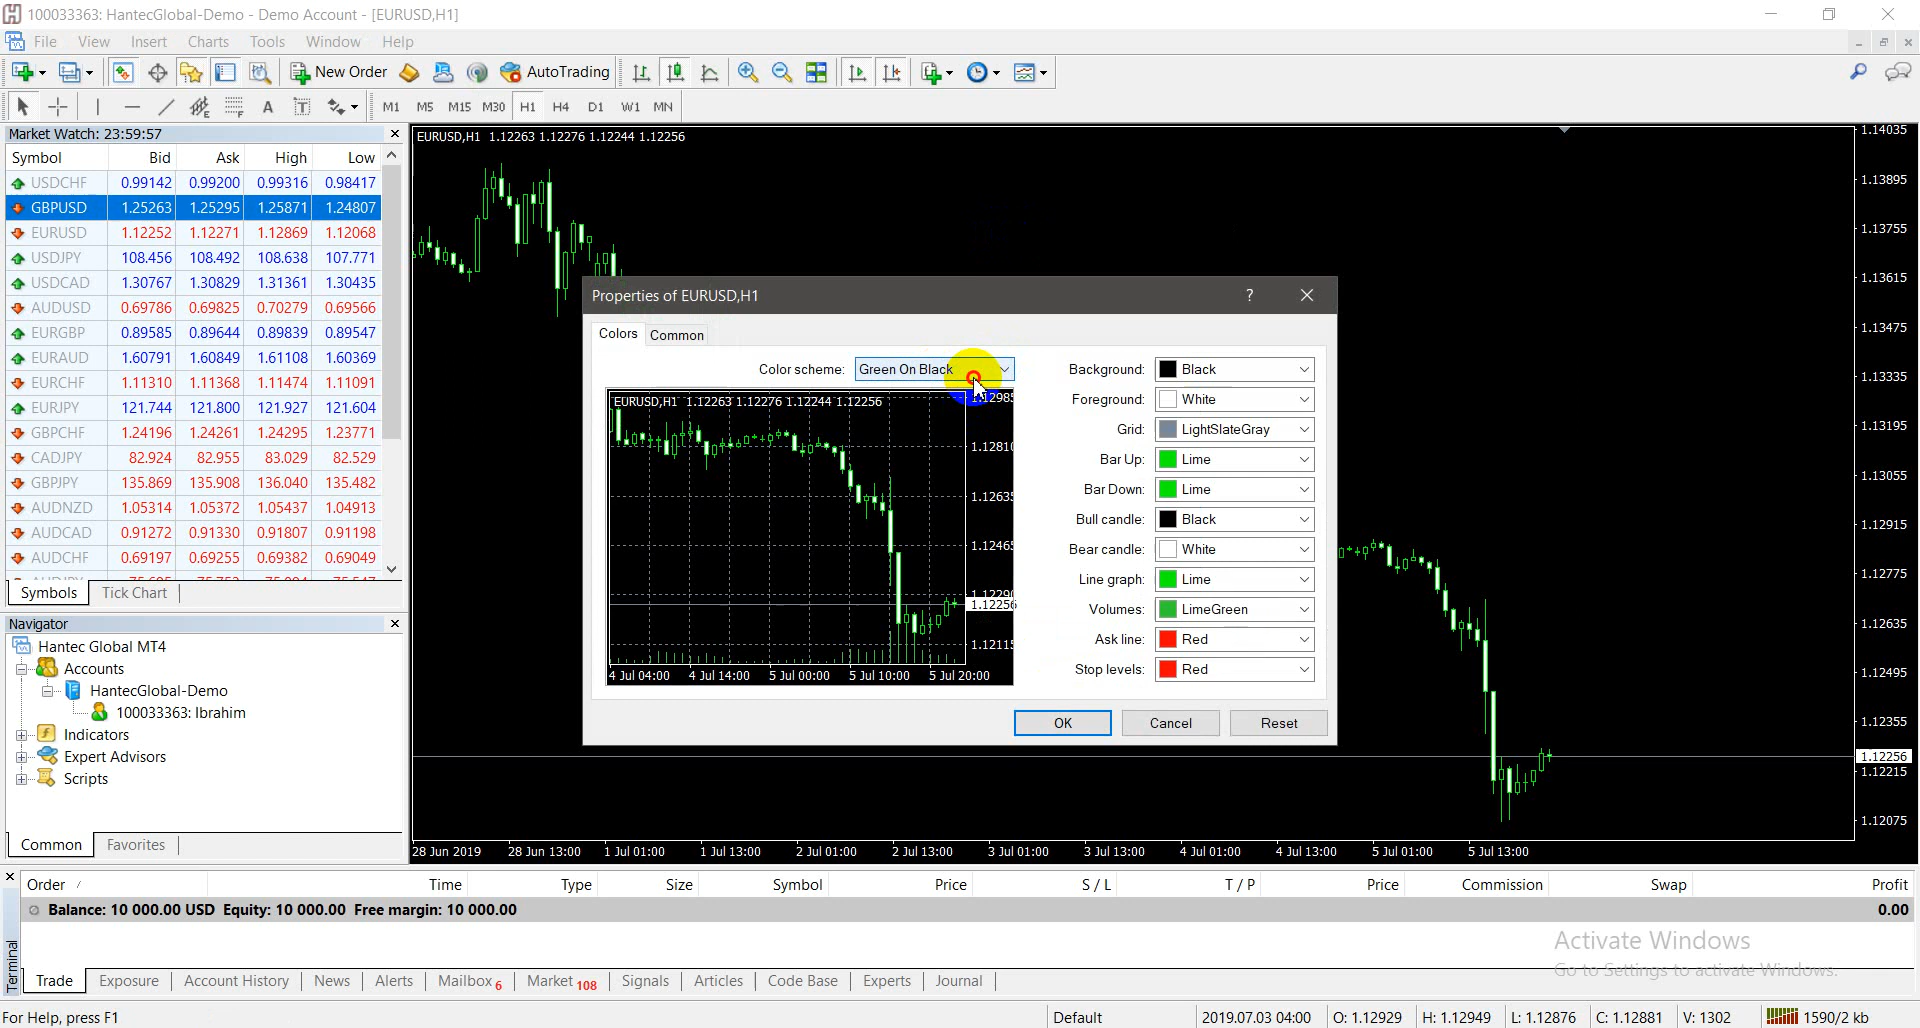 100033363: HantecGlobal-Demo - Demo Account - [EURUSD,H1]
File View Insert Charts Tools Window Help
New Order AutoTrading
A T M1 M5 M15 M30 H1 H4 D1 W1 MN
Market Watch: 23:59:57
Symbol Bid Ask High Low
USDCHF 0.99142 0.99200 0.99316 0.98417
GBPUSD 1.25263 1.25295 1.25871 1.24807
EURUSD 1.12252 1.12271 1.12869 1.12068
USDJPY 108.456 108.492 108.638 107.771
USDCAD 1.30767 1.30829 1.31361 1.30435
AUDUSD 0.69786 0.69825 0.70279 0.69566
EURGBP 0.89585 0.89644 0.89839 0.89547
EURAUD 1.60791 1.60849 1.61108 1.60369
EURCHF 1.11310 1.11368 1.11474 1.11091
EURJPY 121.744 121.800 121.927 121.604
GBPCHF 1.24196 1.24261 1.24295 1.23771
CADJPY 82.924 82.955 83.029 82.529
GBPJPY 135.869 135.908 136.040 135.482
AUDNZD 1.05314 1.05372 1.05437 1.04913
AUDCAD 0.91272 0.91330 0.91807 0.91198
AUDCHF 0.69197 0.69255 0.69382 0.69049
Symbols Tick Chart
Navigator
Hantec Global MT4
Accounts
HantecGlobal-Demo
100033363: Ibrahim
Indicators
Expert Advisors
Scripts
Common Favorites
EURUSD,H1 1.12263 1.12276 1.12244 1.12256
1.14035
1.13895
1.13755
1.13615
1.13475
1.13335
1.13195
1.13055
1.12915
1.12775
1.12635
1.12495
1.12355
1.12256
1.12215
1.12075
28 Jun 2019 28 Jun 13:00 1 Jul 01:00 1 Jul 13:00 2 Jul 01:00 2 Jul 13:00 3 Jul 01:00 3 Jul 13:00 4 Jul 01:00 4 Jul 13:00 5 Jul 01:00 5 Jul 13:00
Properties of EURUSD,H1 ?
Colors Common
Color scheme: Green On Black
EURUSD,H1 1.12263 1.12276 1.12244 1.12256
1.12985
1.12810
1.12635
1.12465
1.12290
1.12256
1.12115
4 Jul 04:00 4 Jul 14:00 5 Jul 00:00 5 Jul 10:00 5 Jul 20:00
Background: Black
Foreground: White
Grid: LightSlateGray
Bar Up: Lime
Bar Down: Lime
Bull candle: Black
Bear candle: White
Line graph: Lime
Volumes: LimeGreen
Ask line: Red
Stop levels: Red
OK Cancel Reset
Order / Time Type Size Symbol Price S / L T / P Price Commission Swap Profit
Balance: 10 000.00 USD Equity: 10 000.00 Free margin: 10 000.00 0.00
Activate Windows
Go to Settings to activate Windows.
Terminal
Trade Exposure Account History News Alerts Mailbox 6 Market 108 Signals Articles Code Base Experts Journal
For Help, press F1 Default 2019.07.03 04:00 O: 1.12929 H: 1.12949 L: 1.12876 C: 1.12881 V: 1302 1590/2 kb